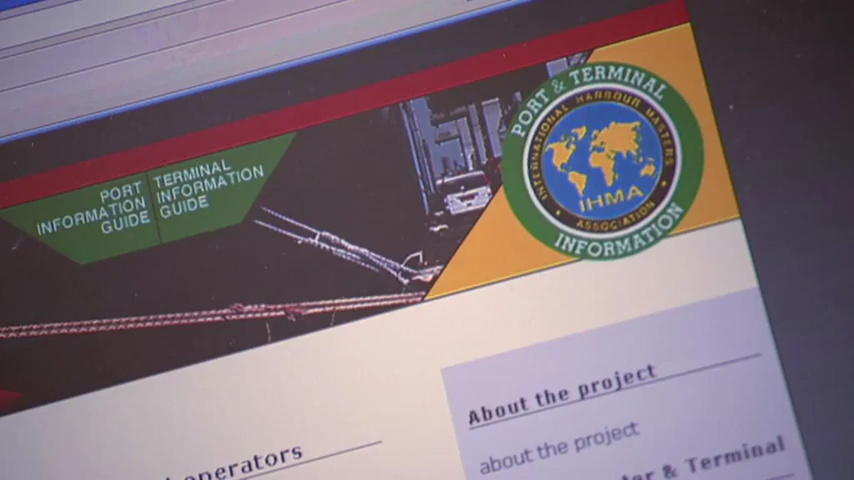 PORT
INFORMATION
GUIDE
TERMINAL
INFORMATION
GUIDE
PORT & TERMINAL
INTERNATIONAL HARBOUR MASTERS
IHMA
ASSOCIATION
INFORMATION
About the project
about the project
& Terminal
operators